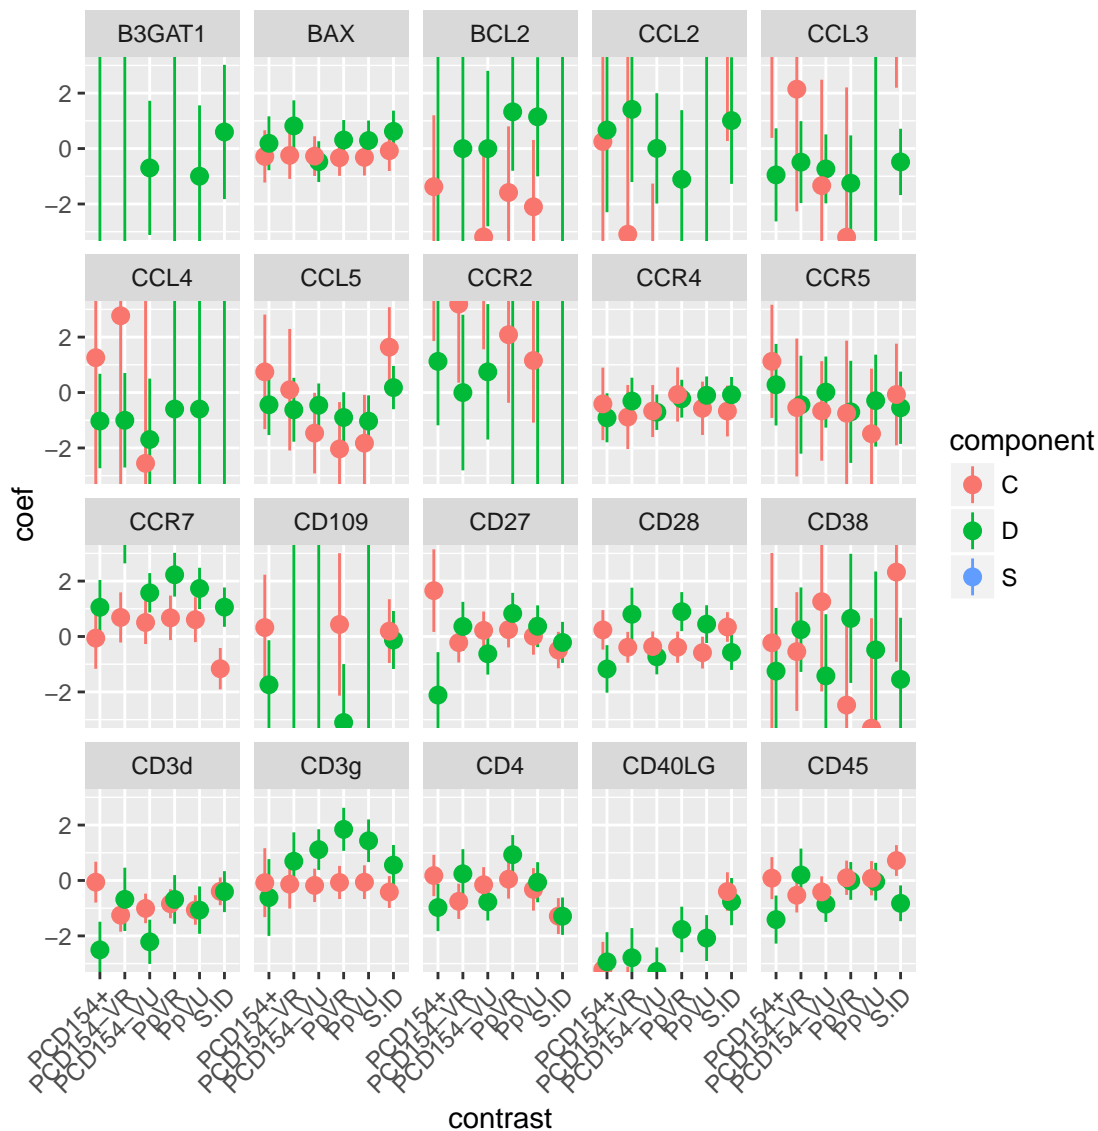 B3GAT1 BAX BCL2 CCL2 CCL3
2
0
−2
CCL4 CCL5 CCR2 CCR4 CCR5
2
0
−2
CCR7 CD109 CD27 CD28 CD38
2
0
−2
CD3d CD3g CD4 CD40LG CD45
2
0
−2
PCD154+ PCD154−VR PCD154−VU PpVR PpVU S.ID
PCD154+ PCD154−VR PCD154−VU PpVR PpVU S.ID
PCD154+ PCD154−VR PCD154−VU PpVR PpVU S.ID
PCD154+ PCD154−VR PCD154−VU PpVR PpVU S.ID
PCD154+ PCD154−VR PCD154−VU PpVR PpVU S.ID
contrast
coef
component
C
D
S